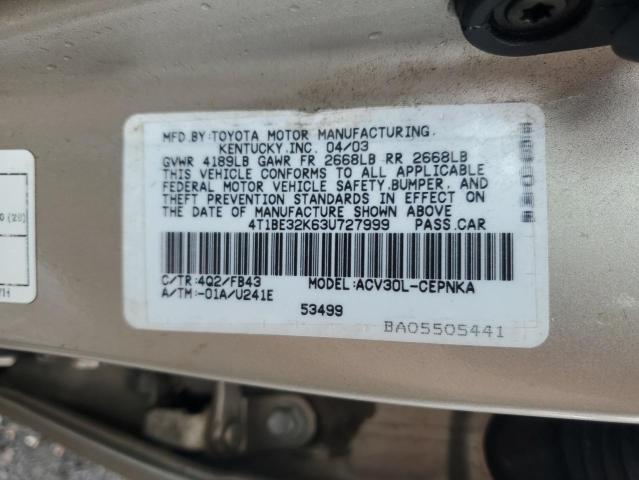 MFD.BY:TOYOTA MOTOR MANUFACTURING.
KENTUCKY.INC. 04/03
GVWR 4189LB GAWR FR 2668LB RR 2668LB
THIS VEHICLE CONFORMS TO ALL APPLICABLE
FEDERAL MOTOR VEHICLE SAFETY,BUMPER, AND
THEFT PREVENTION STANDARDS IN EFFECT ON
THE DATE OF MANUFACTURE SHOWN ABOVE
4T1BE32K63U727999 PASS.CAR
C/TR:4Q2/FB43 MODEL:ACV30L-CEPNKA
A/TM:-01A/U241E
53499
BA05505441